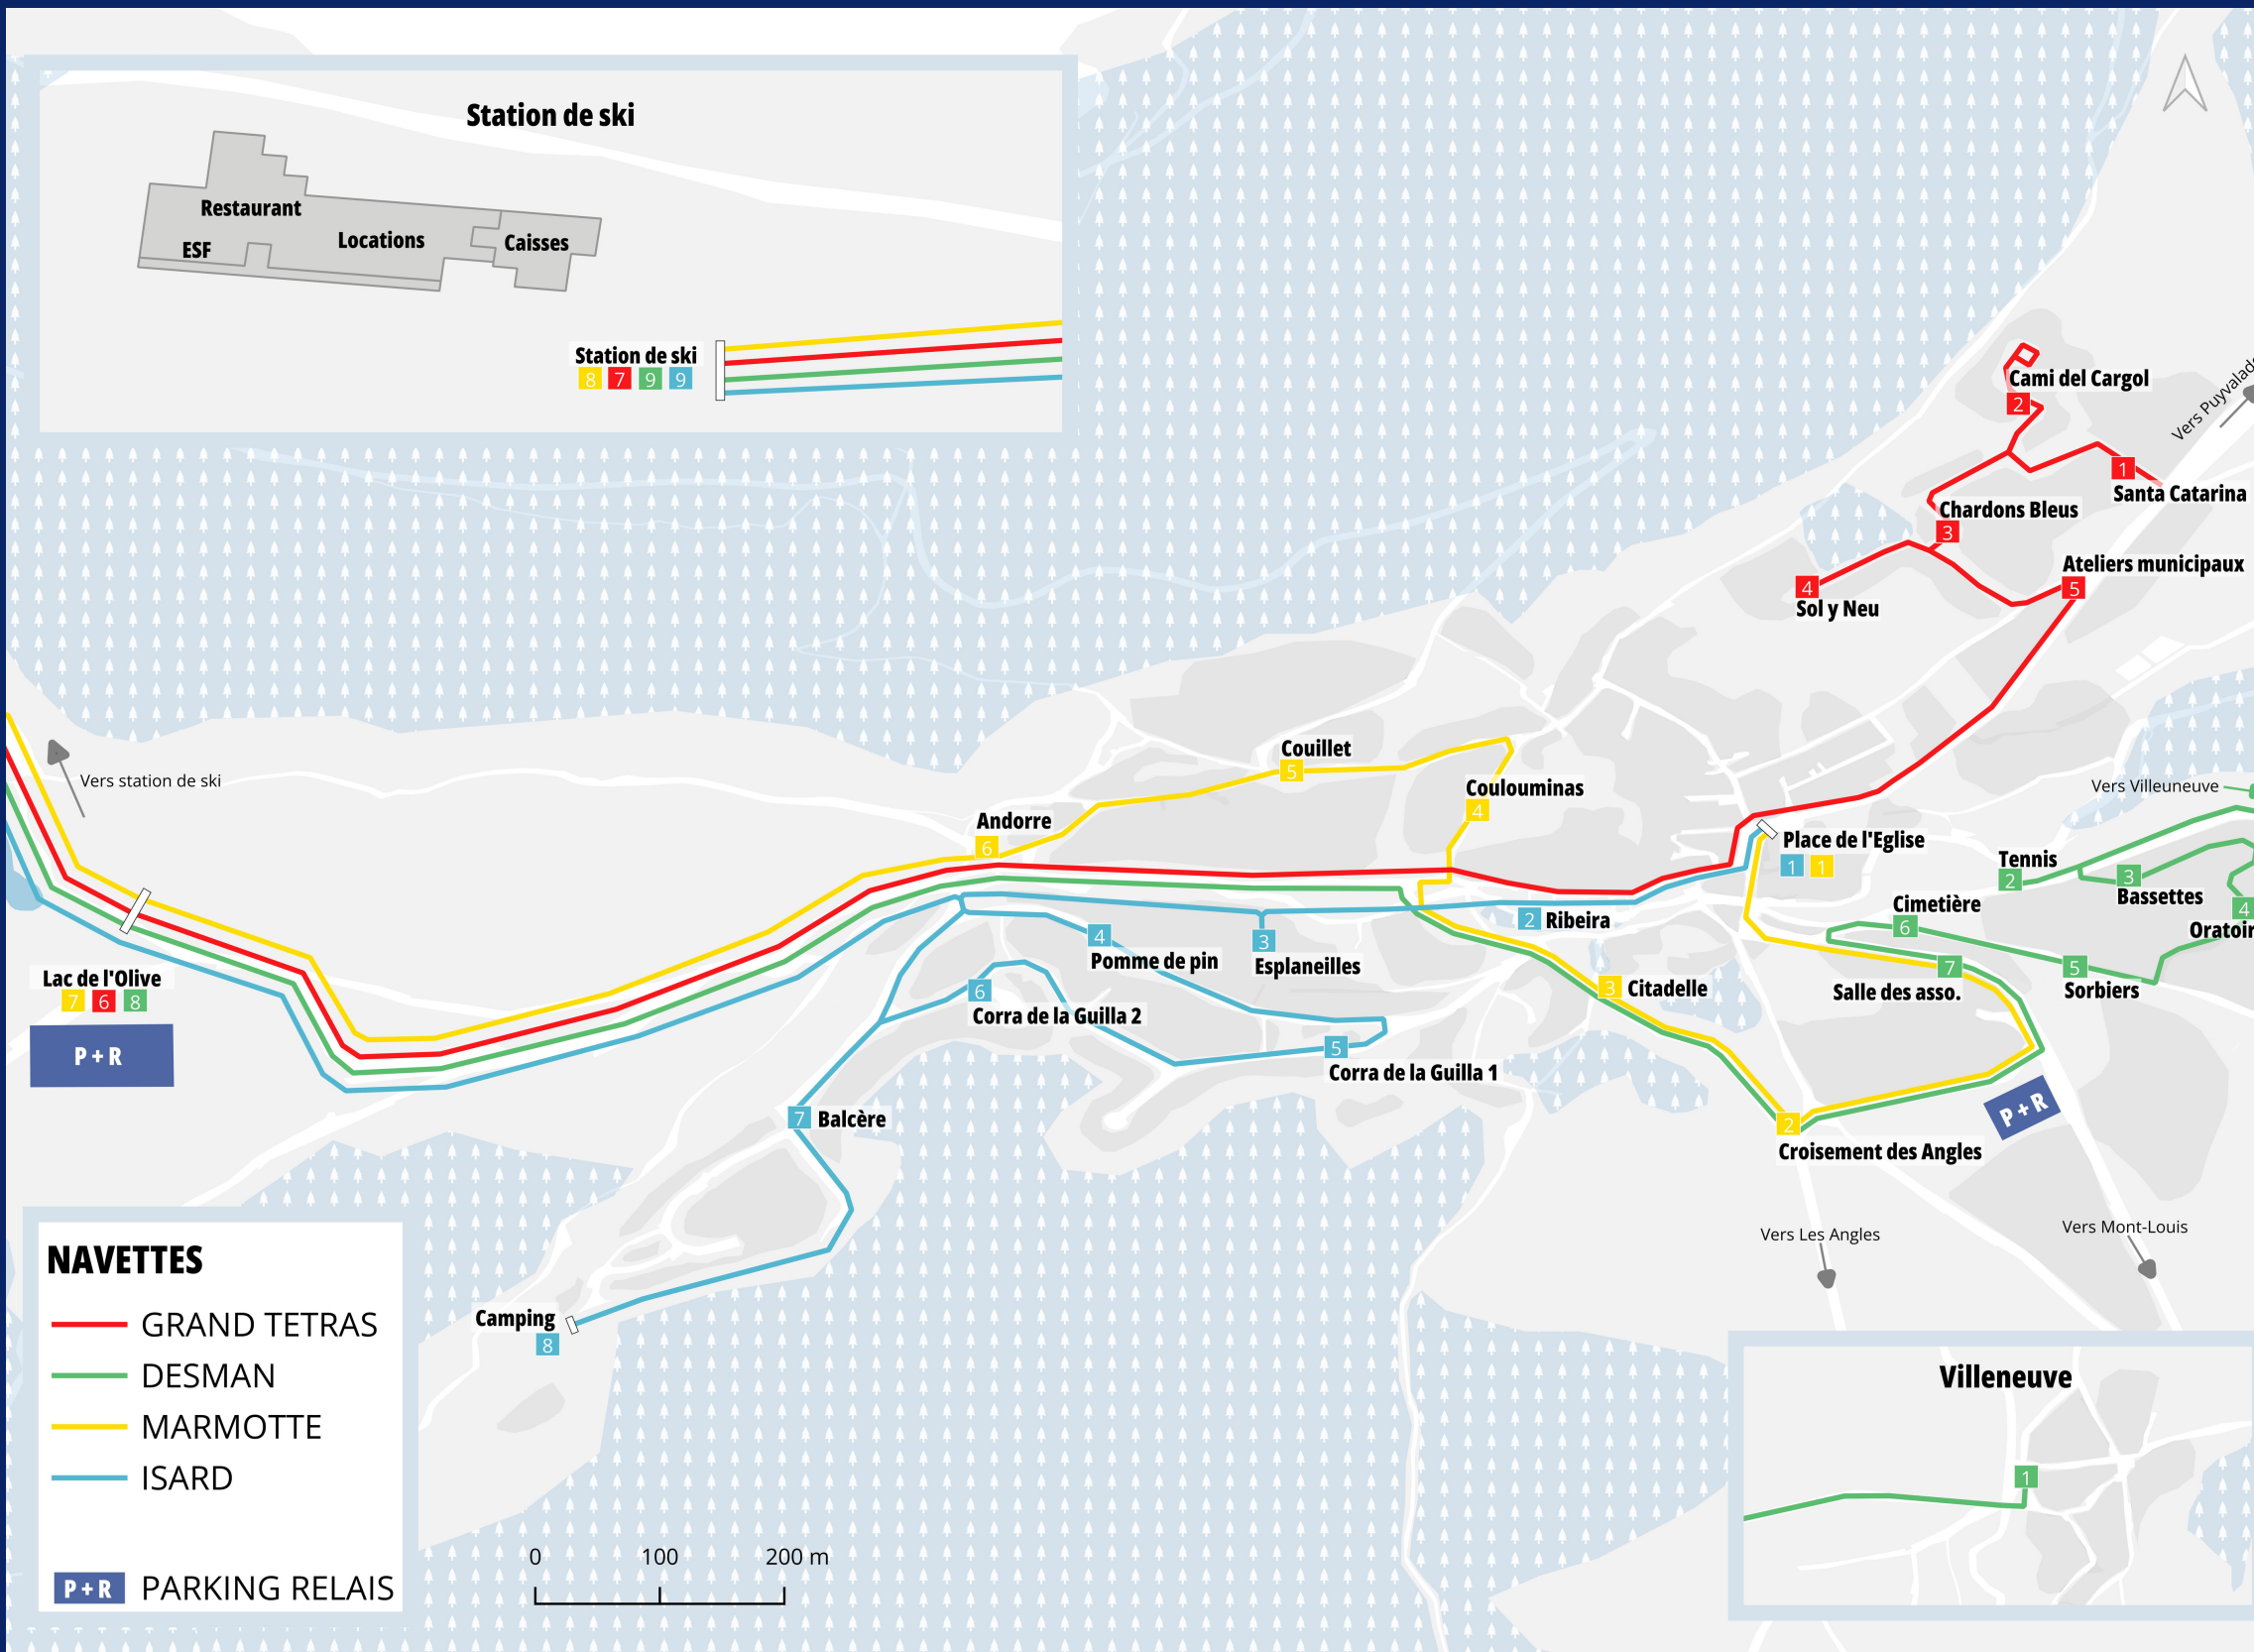 Station de ski
Restaurant
ESF
Locations
Caisses
Station de ski
8 7 9 9
Cami del Cargol
2
1
Santa Catarina
Chardons Bleus
3
Ateliers municipaux
5
4
Sol y Neu
Vers station de ski
Couillet
5
Coulouminas
4
Andorre
6
Place de l'Eglise
1 1
Vers Villeuneuve
Tennis
2
3
Bassettes
4
Cimetière
6
5
Sorbiers
7
Salle des asso.
2 Ribeira
3
Esplaneilles
4
Pomme de pin
3 Citadelle
6
Corra de la Guilla 2
5
Corra de la Guilla 1
Lac de l'Olive
7 6 8
P+R
7 Balcère
2
Croisement des Angles
P+R
Vers Les Angles
Vers Mont-Louis
Camping
8
NAVETTES
GRAND TETRAS
DESMAN
MARMOTTE
ISARD
P+R PARKING RELAIS
0 100 200 m
Villeneuve
1